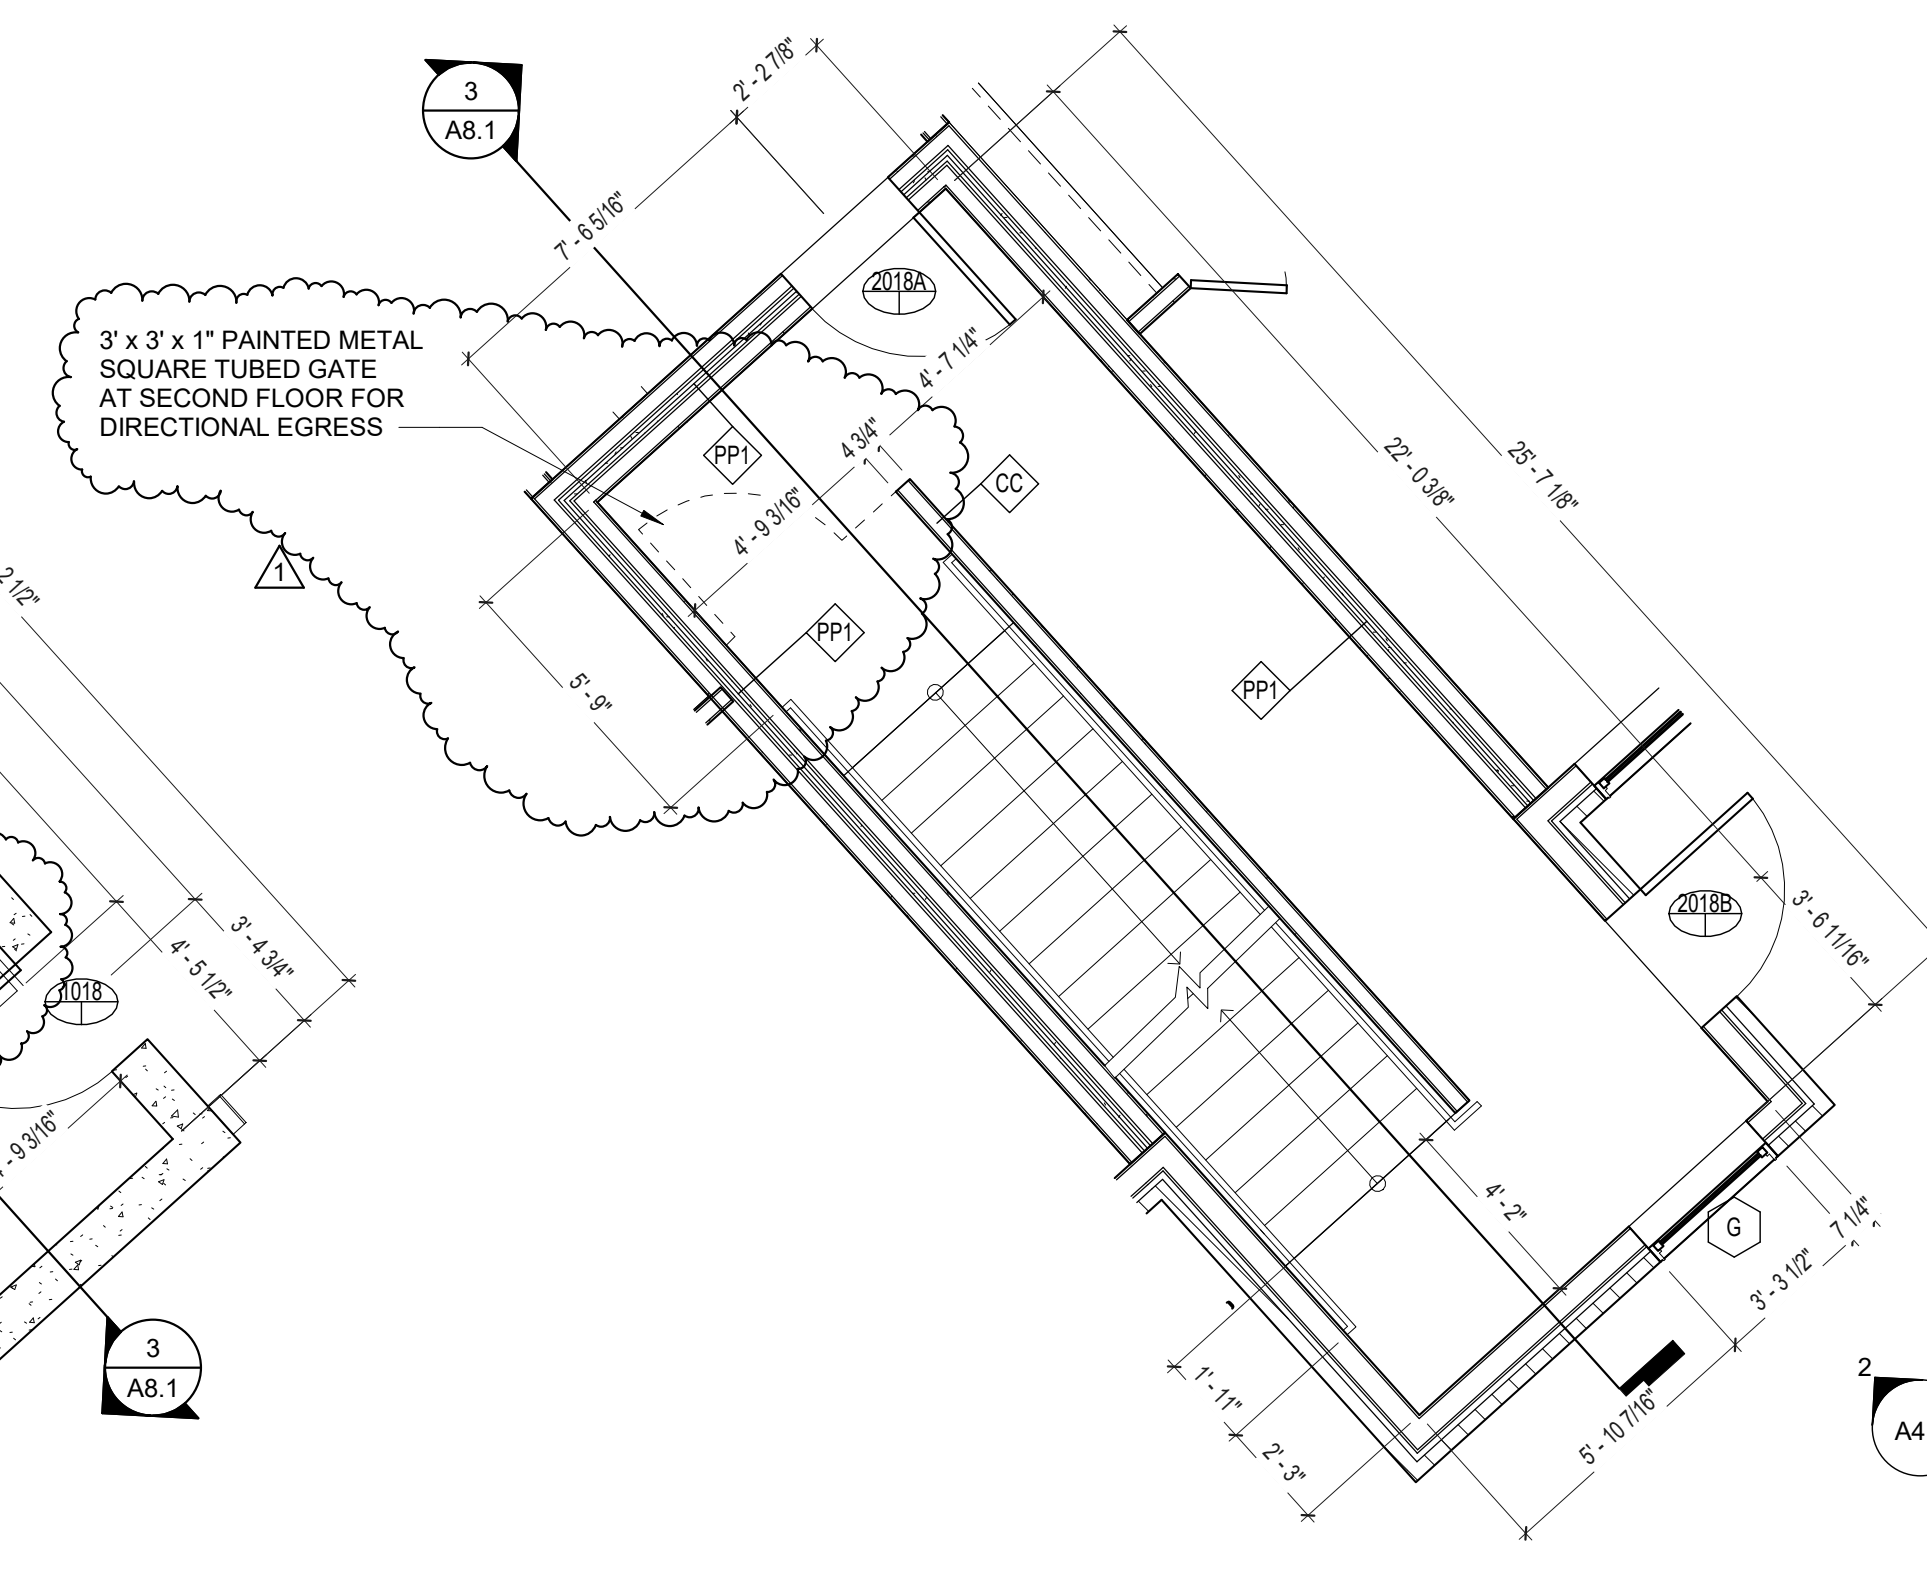 3
A8.1
2' - 2 7/8"
7' - 6 5/16"
2018A
3' x 3' x 1" PAINTED METAL
SQUARE TUBED GATE
AT SECOND FLOOR FOR
DIRECTIONAL EGRESS
4' - 7 1/4"
4 3/4"
PP1
CC
4' - 9 3/16"
22' - 0 3/8"
25' - 7 1/8"
1
2 1/2"
PP1
5' - 9"
PP1
2018B
3' - 6 11/16"
3' - 4 3/4"
4' - 5 1/2"
1018
- 9 3/16"
4' - 2"
G
7 1/4"
3' - 3 1/2"
3
A8.1
1' - 11"
2' - 3"
5' - 10 7/16"
2
A4